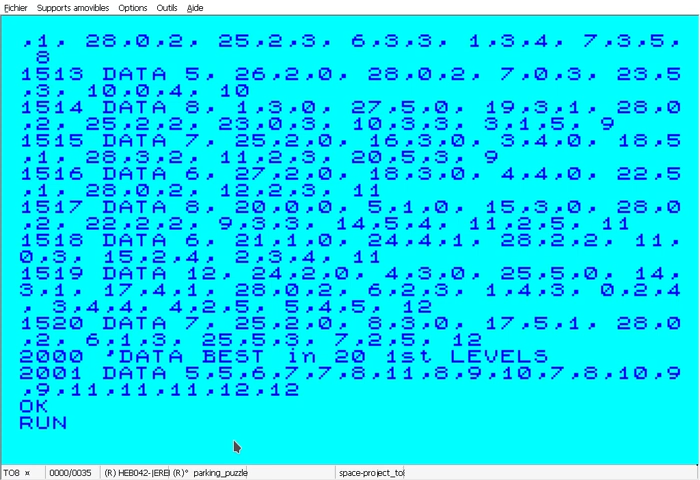 Fichier Supports amovibles Options Outils Aide
,1, 28,0,2, 25,2,3, 6,3,3, 1,3,4, 7,3,5,
8
1513 DATA 5, 26,2,0, 28,0,2, 7,0,3, 23,5
,3, 10,0,4, 10
1514 DATA 8, 1,3,0, 27,5,0, 19,3,1, 28,0
,2, 25,2,2, 23,0,3, 10,3,3, 3,1,5, 9
1515 DATA 7, 25,2,0, 16,3,0, 3,4,0, 18,5
,1, 28,3,2, 11,2,3, 20,5,3, 9
1516 DATA 6, 27,2,0, 18,3,0, 4,4,0, 22,5
,1, 28,0,2, 12,2,3, 11
1517 DATA 8, 20,0,0, 5,1,0, 15,3,0, 28,0
,2, 22,2,2, 9,3,3, 14,5,4, 11,2,5, 11
1518 DATA 6, 21,1,0, 24,4,1, 28,2,2, 11,
0,3, 15,2,4, 2,3,4, 11
1519 DATA 12, 24,2,0, 4,3,0, 25,5,0, 14,
3,1, 17,4,1, 28,0,2, 6,2,3, 1,4,3, 0,2,4
, 3,4,4, 4,2,5, 5,4,5, 12
1520 DATA 7, 25,2,0, 8,3,0, 17,5,1, 28,0
,2, 6,1,3, 25,5,3, 7,2,5, 12
2000 'DATA BEST in 20 1st LEVELS
2001 DATA 5,5,6,7,7,8,11,8,9,10,7,8,10,9
,9,11,11,11,12,12
OK
RUN
TO8 0000/0035 (R) HEB042-|EREI (R)° parking_puzzle space-project_to